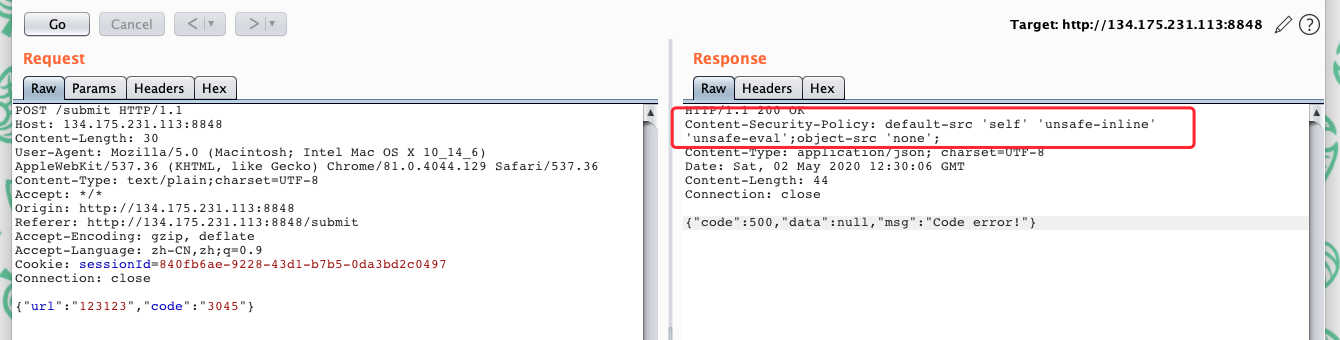 Go
Cancel
<
>
Target: http://134.175.231.113:8848
?
Request
Raw Params Headers Hex
POST /submit HTTP/1.1
Host: 134.175.231.113:8848
Content-Length: 30
User-Agent: Mozilla/5.0 (Macintosh; Intel Mac OS X 10_14_6)
AppleWebKit/537.36 (KHTML, like Gecko) Chrome/81.0.4044.129 Safari/537.36
Content-Type: text/plain;charset=UTF-8
Accept: */*
Origin: http://134.175.231.113:8848
Referer: http://134.175.231.113:8848/submit
Accept-Encoding: gzip, deflate
Accept-Language: zh-CN,zh;q=0.9
Cookie: sessionId=840fb6ae-9228-43d1-b7b5-0da3bd2c0497
Connection: close
{"url":"123123","code":"3045"}
Response
Raw Headers Hex
HTTP/1.1 200 OK
Content-Security-Policy: default-src 'self' 'unsafe-inline'
'unsafe-eval';object-src 'none';
Content-Type: application/json; charset=UTF-8
Date: Sat, 02 May 2020 12:30:06 GMT
Content-Length: 44
Connection: close
{"code":500,"data":null,"msg":"Code error!"}